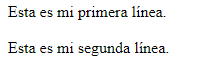 Esta es mi primera línea.
Esta es mi segunda línea.